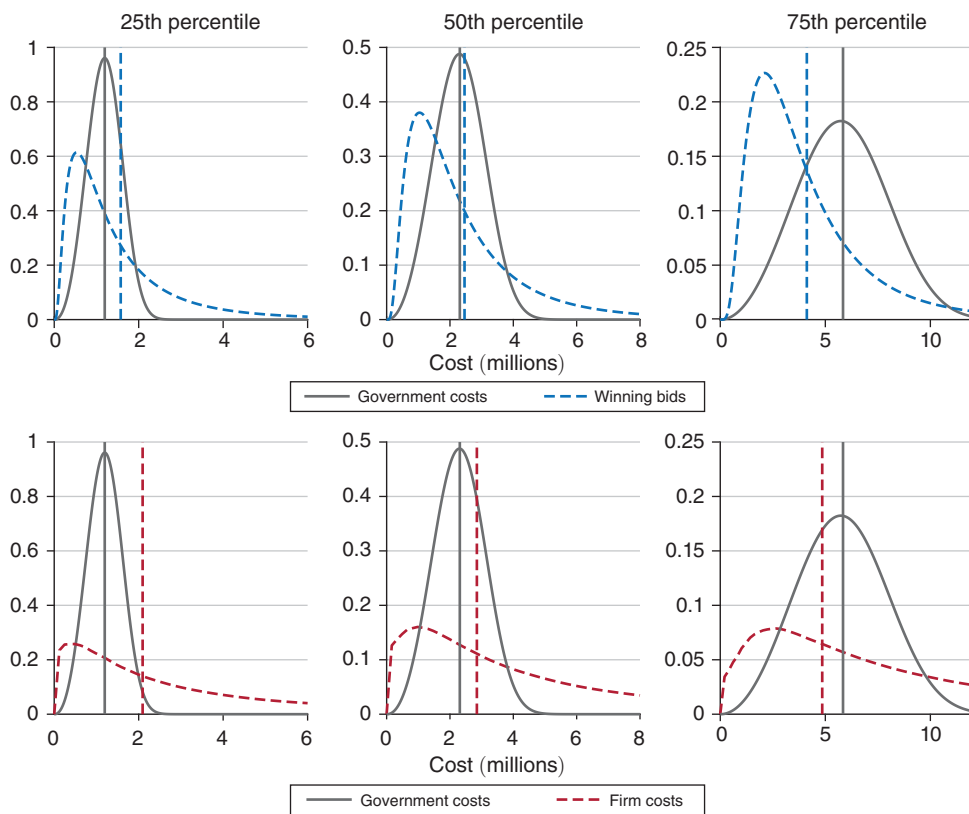 25th percentile 50th percentile 75th percentile
1 0.5 0.25
0.8 0.4 0.2
0.6 0.3 0.15
0.4 0.2 0.1
0.2 0.1 0.05
0 0 0
0 2 4 6 0 2 4 6 8 0 5 10
Cost (millions)
Government costs Winning bids
1 0.5 0.25
0.8 0.4 0.2
0.6 0.3 0.15
0.4 0.2 0.1
0.2 0.1 0.05
0 0 0
0 2 4 6 0 2 4 6 8 0 5 10
Cost (millions)
Government costs Firm costs